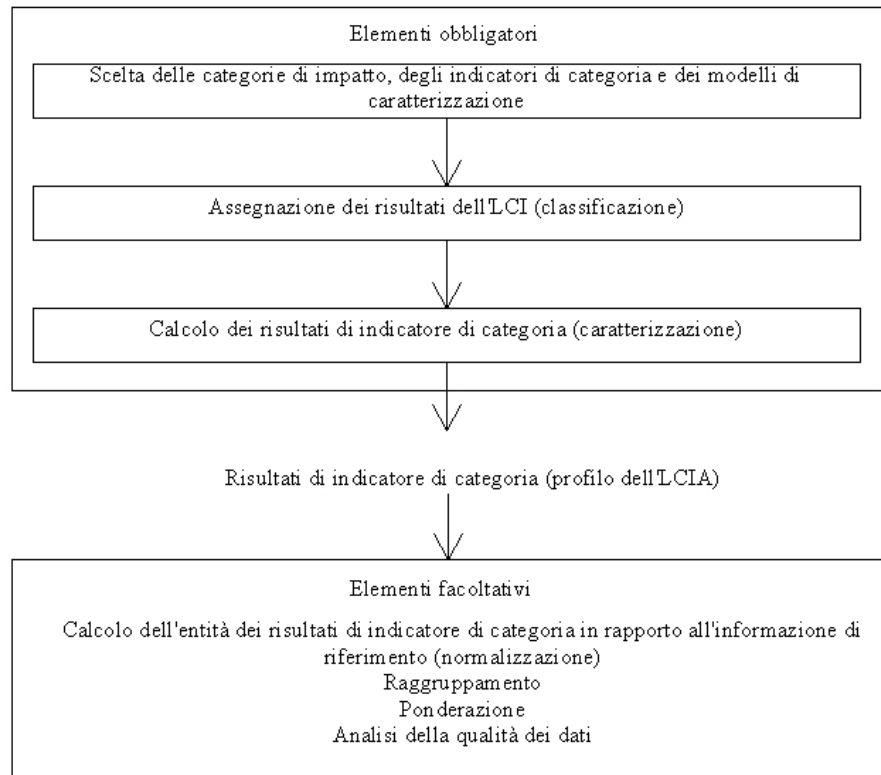 Elementi obbligatori
Scelta delle categorie di impatto, degli indicatori di categoria e dei modelli di
caratterizzazione
Assegnazione dei risultati dell'LCI (classificazione)
Calcolo dei risultati di indicatore di categoria (caratterizzazione)
Risultati di indicatore di categoria (profilo dell'LCIA)
Elementi facoltativi
Calcolo dell'entità dei risultati di indicatore di categoria in rapporto all'informazione di
riferimento (normalizzazione)
Raggruppamento
Ponderazione
Analisi della qualità dei dati